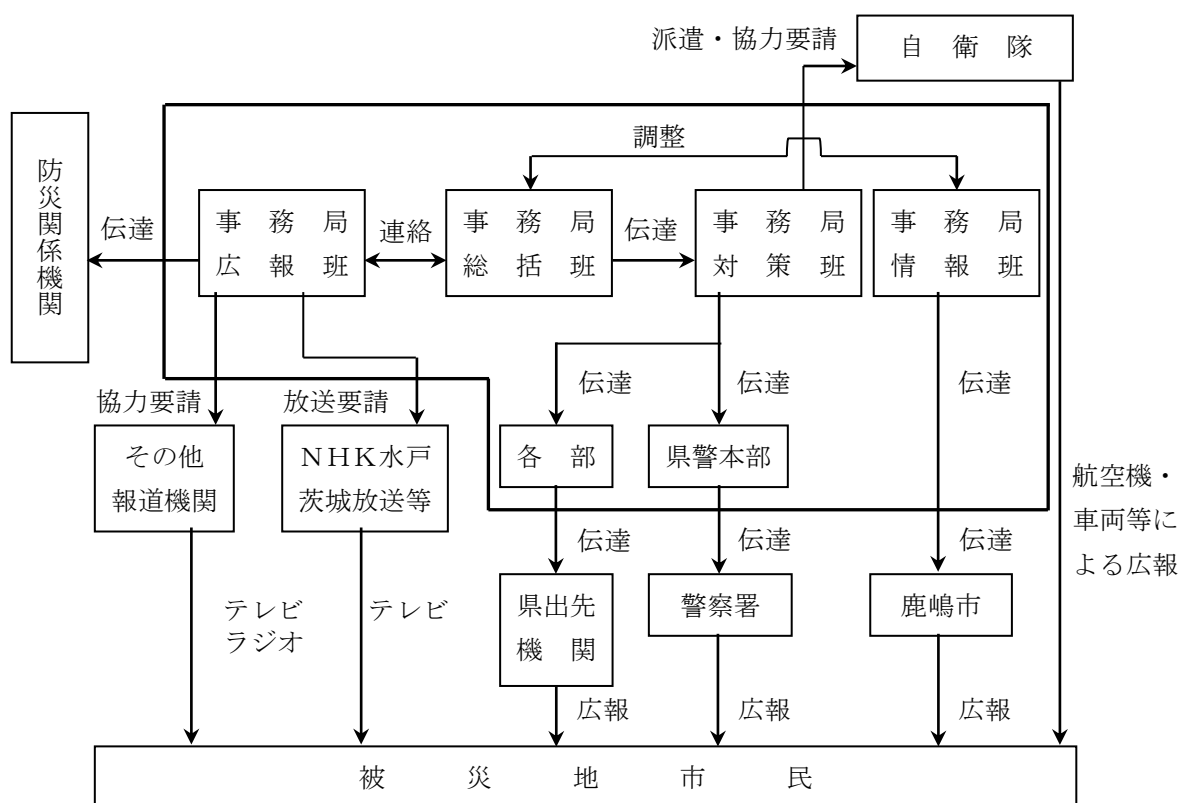 派遣・協力要請
自衛隊
調整
防災関係機関
伝達
事務局
広報班
連絡
事務局
総括班
伝達
事務局
対策班
事務局
情報班
伝達
伝達
伝達
協力要請
放送要請
その他
報道機関
NHK水戸
茨城放送等
各部
県警本部
航空機・
車両等に
よる広報
伝達
伝達
伝達
テレビ
ラジオ
テレビ
県出先
機関
警察署
鹿嶋市
広報
広報
広報
被災地市民